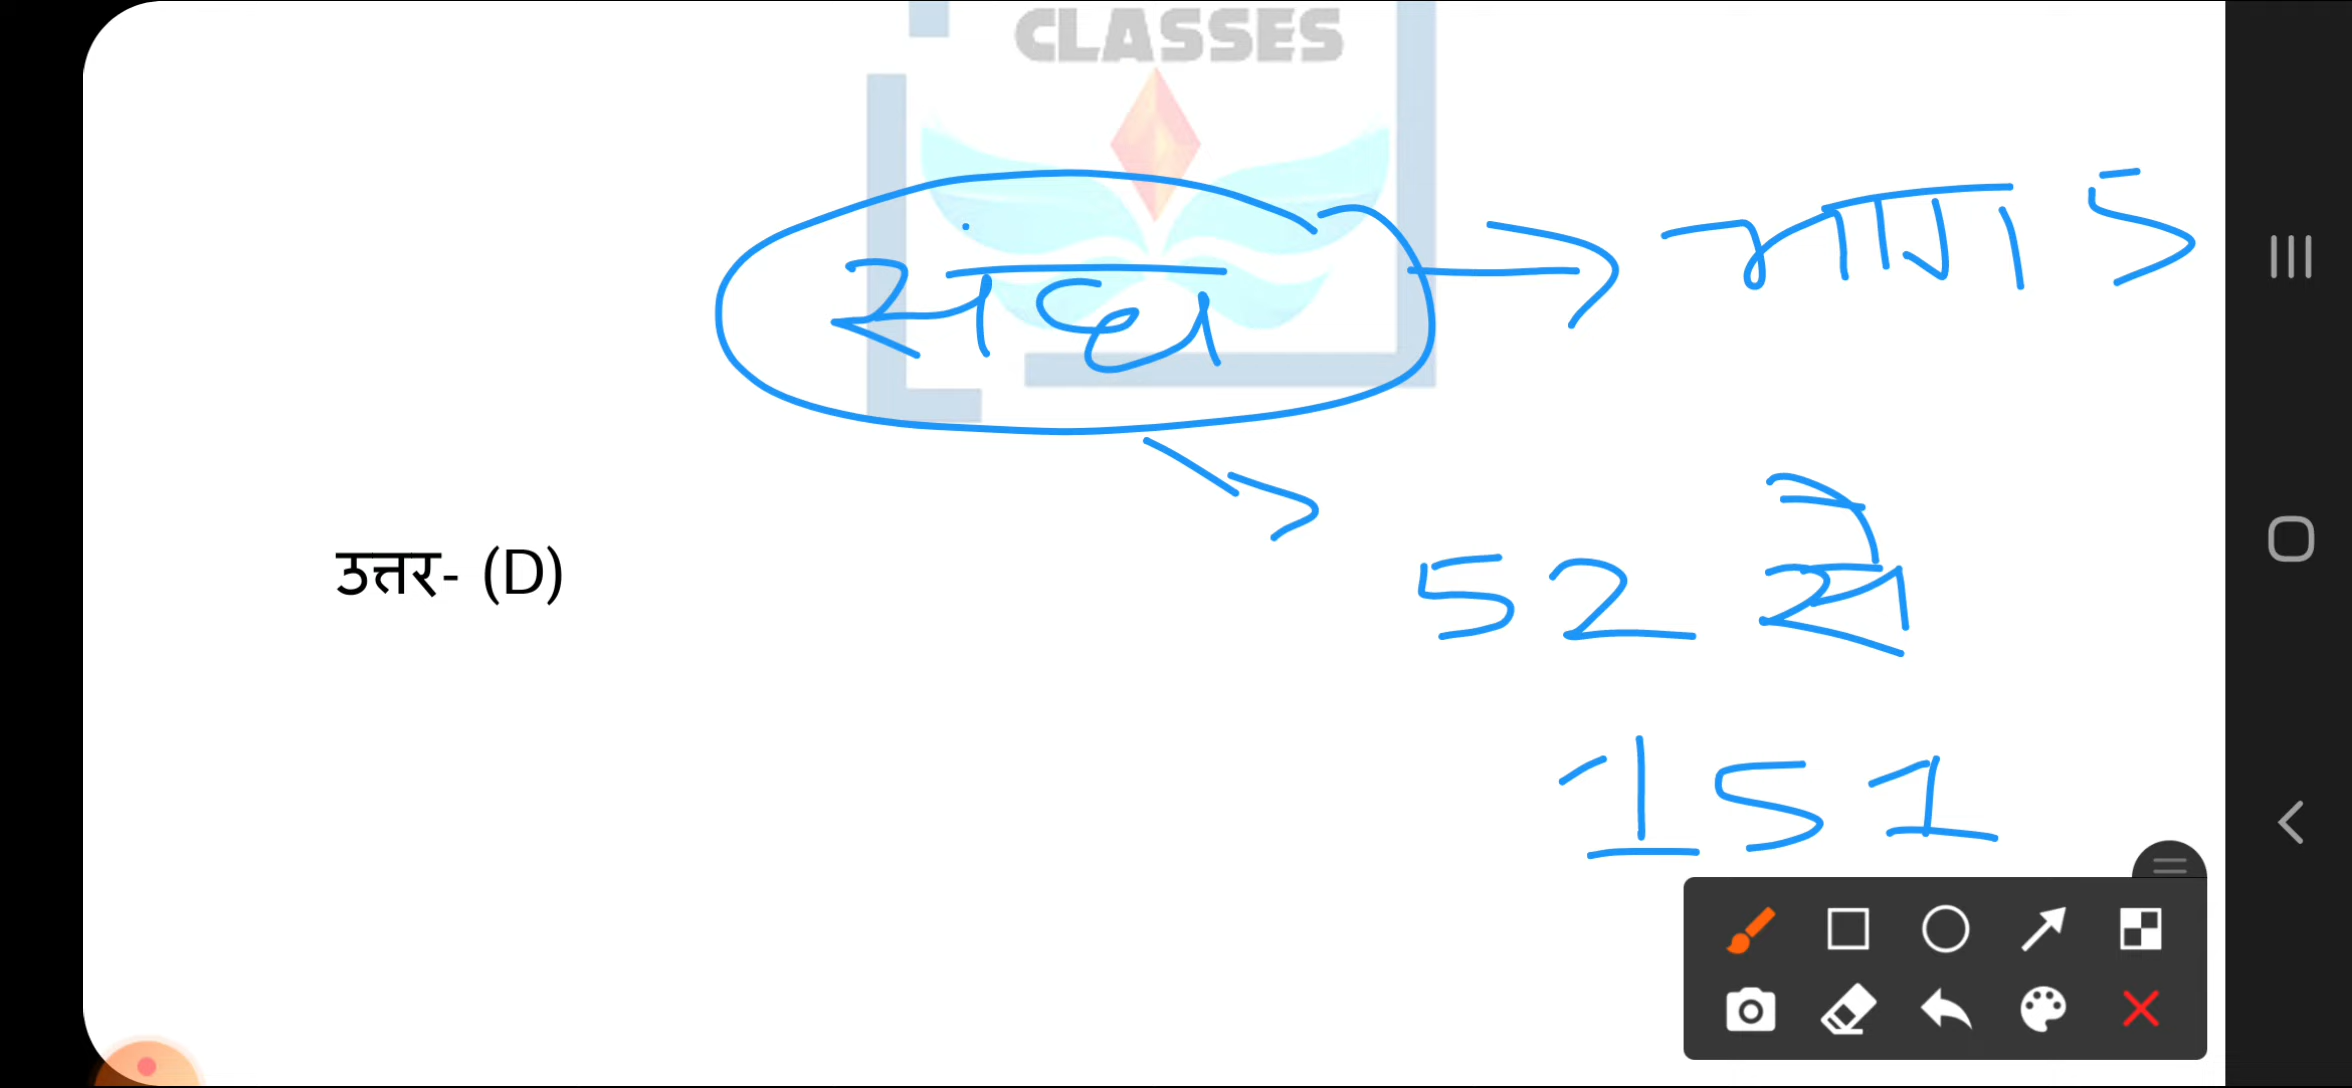 CLASSES
संघ → भाग 5
52 से
151
उत्तर- (D)